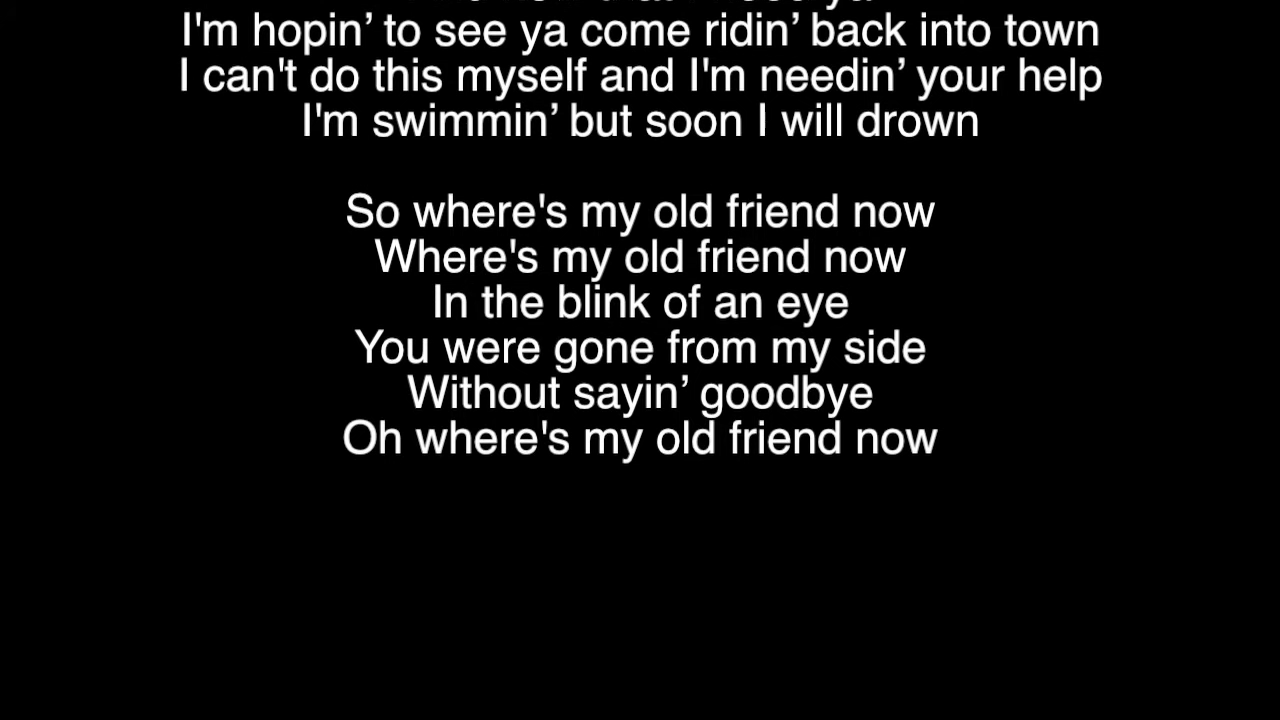 I'm hopin’ to see ya come ridin’ back into town
I can't do this myself and I'm needin’ your help
I'm swimmin’ but soon I will drown
So where's my old friend now
Where's my old friend now
In the blink of an eye
You were gone from my side
Without sayin’ goodbye
Oh where's my old friend now